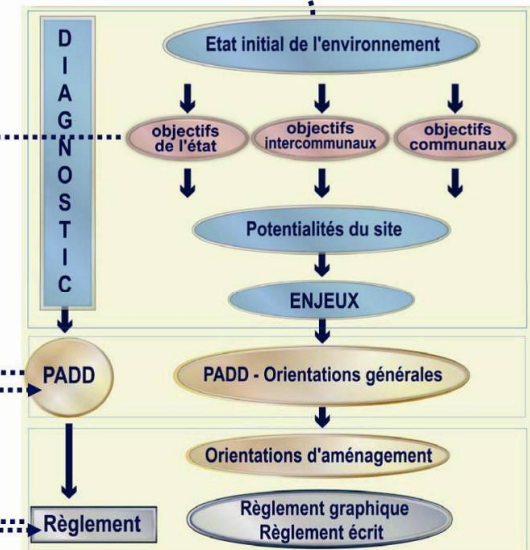 DIAGNOSTIC
Etat initial de l'environnement
objectifs
de l'état
objectifs
intercommunaux
objectifs
communaux
Potentialités du site
ENJEUX
PADD
PADD - Orientations générales
Orientations d'aménagement
Règlement
Règlement graphique
Règlement écrit